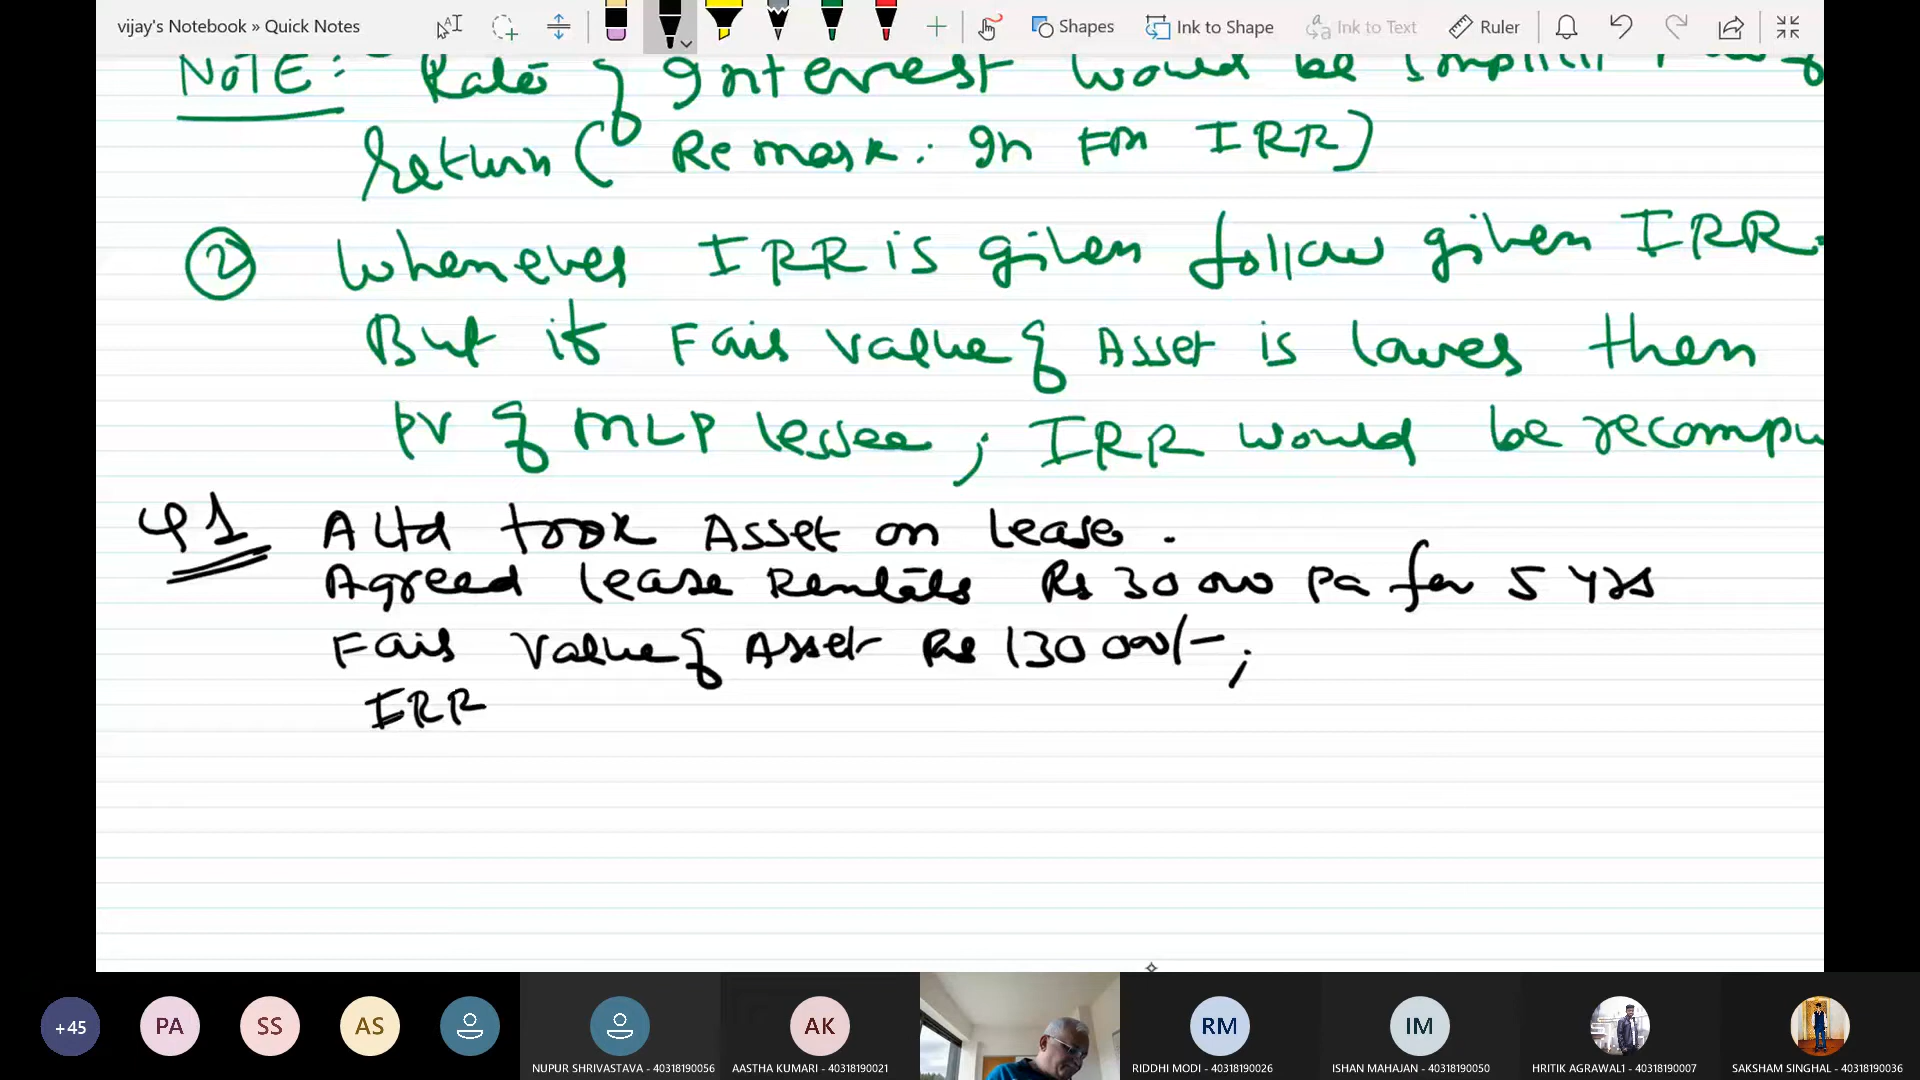 vijay's Notebook » Quick Notes
Shapes
Ink to Shape
Ink to Text
Ruler
NOTE: Rate of Interest would be implicit
Return (Remark: In Fm IRR)
② Whenever IRR is given follow given IRR.
But if Fair value of Asset is lower then
PV of MLP lessee; IRR would be recompu
Q1 A Ltd took Asset on lease.
Agreed lease Rentals Rs 30000 Pa for 5 yrs
Fair value of Asset Rs 130000/-;
IRR
+45
PA
SS
AS
AK
RM
IM
NUPUR SHRIVASTAVA - 40318190056
AASTHA KUMARI - 40318190021
RIDDHI MODI - 40318190026
ISHAN MAHAJAN - 40318190050
HRITIK AGRAWAL1 - 40318190007
SAKSHAM SINGHAL - 40318190036